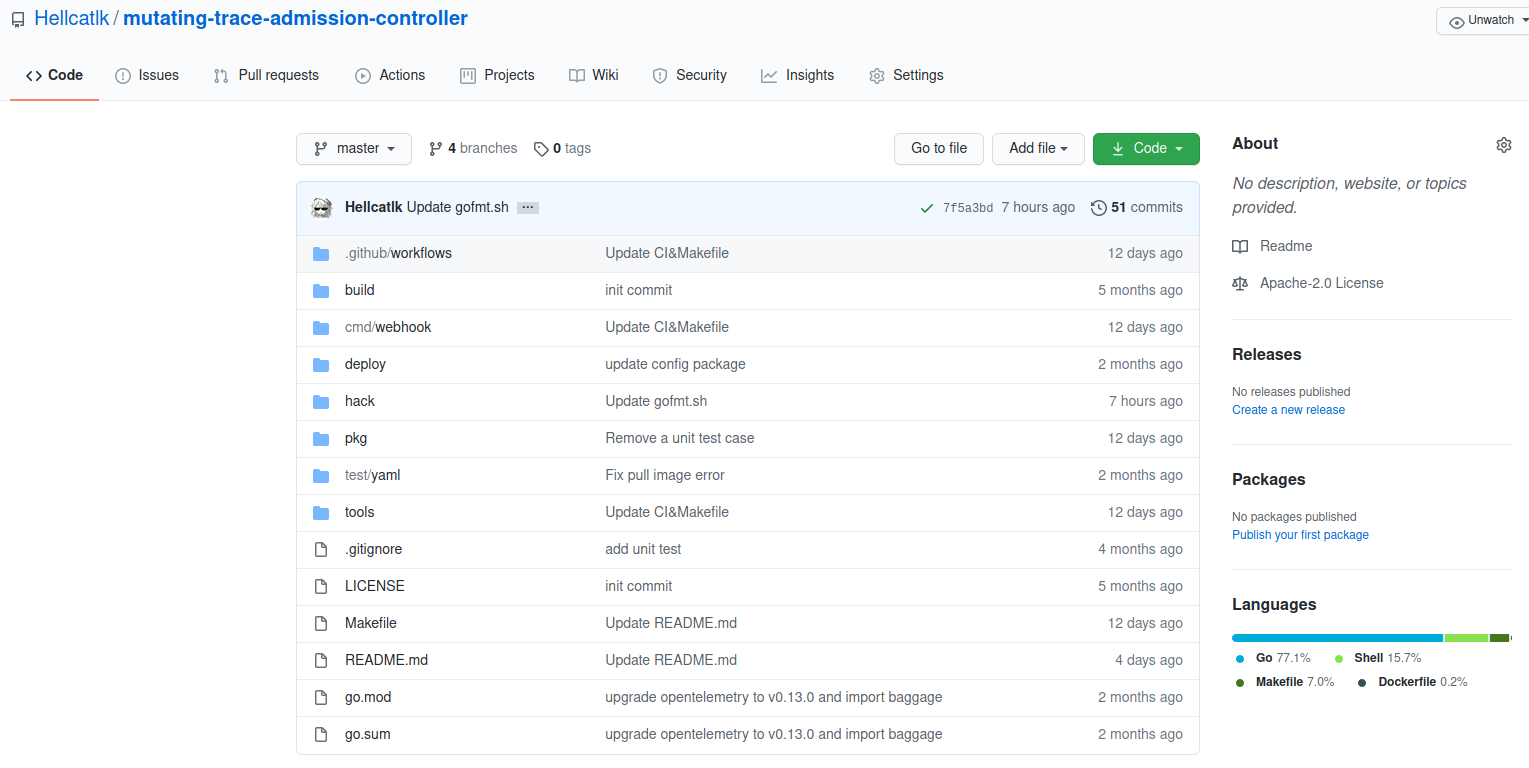 Hellcatlk / mutating-trace-admission-controller
Unwatch
Code Issues Pull requests Actions Projects Wiki Security Insights Settings
master 4 branches 0 tags Go to file Add file Code
Hellcatlk Update gofmt.sh ... 7f5a3bd 7 hours ago 51 commits
.github/workflows Update CI&Makefile 12 days ago
build init commit 5 months ago
cmd/webhook Update CI&Makefile 12 days ago
deploy update config package 2 months ago
hack Update gofmt.sh 7 hours ago
pkg Remove a unit test case 12 days ago
test/yaml Fix pull image error 2 months ago
tools Update CI&Makefile 12 days ago
.gitignore add unit test 4 months ago
LICENSE init commit 5 months ago
Makefile Update README.md 12 days ago
README.md Update README.md 4 days ago
go.mod upgrade opentelemetry to v0.13.0 and import baggage 2 months ago
go.sum upgrade opentelemetry to v0.13.0 and import baggage 2 months ago
About
No description, website, or topics
provided.
Readme
Apache-2.0 License
Releases
No releases published
Create a new release
Packages
No packages published
Publish your first package
Languages
Go 77.1% Shell 15.7%
Makefile 7.0% Dockerfile 0.2%